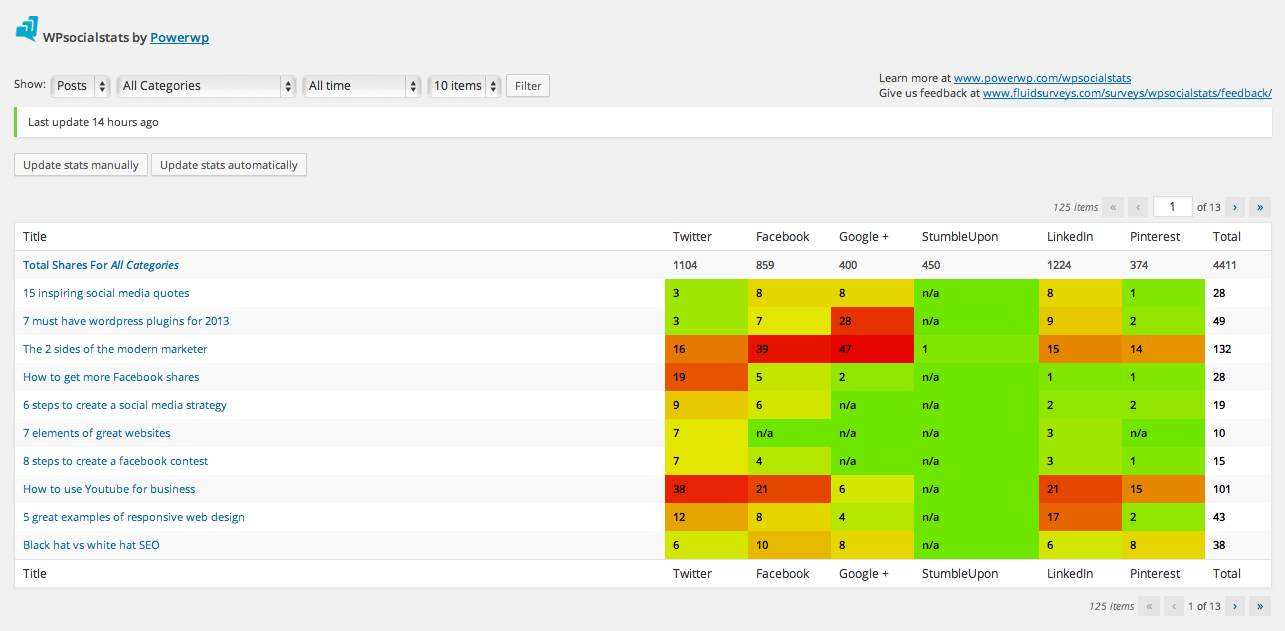 WPsocialstats by Powerwp
Show: Posts All Categories All time 10 items Filter
Learn more at www.powerwp.com/wpsocialstats
Give us feedback at www.fluidsurveys.com/surveys/wpsocialstats/feedback/
Last update 14 hours ago
Update stats manually Update stats automatically
125 items « ‹ 1 of 13 › »
Title Twitter Facebook Google + StumbleUpon LinkedIn Pinterest Total
Total Shares For All Categories 1104 859 400 450 1224 374 4411
15 inspiring social media quotes 3 8 8 n/a 8 1 28
7 must have wordpress plugins for 2013 3 7 28 n/a 9 2 49
The 2 sides of the modern marketer 16 39 47 1 15 14 132
How to get more Facebook shares 19 5 2 n/a 1 1 28
6 steps to create a social media strategy 9 6 n/a n/a 2 2 19
7 elements of great websites 7 n/a n/a n/a 3 n/a 10
8 steps to create a facebook contest 7 4 n/a n/a 3 1 15
How to use Youtube for business 38 21 6 n/a 21 15 101
5 great examples of responsive web design 12 8 4 n/a 17 2 43
Black hat vs white hat SEO 6 10 8 n/a 6 8 38
Title Twitter Facebook Google + StumbleUpon LinkedIn Pinterest Total
125 items « ‹ 1 of 13 › »